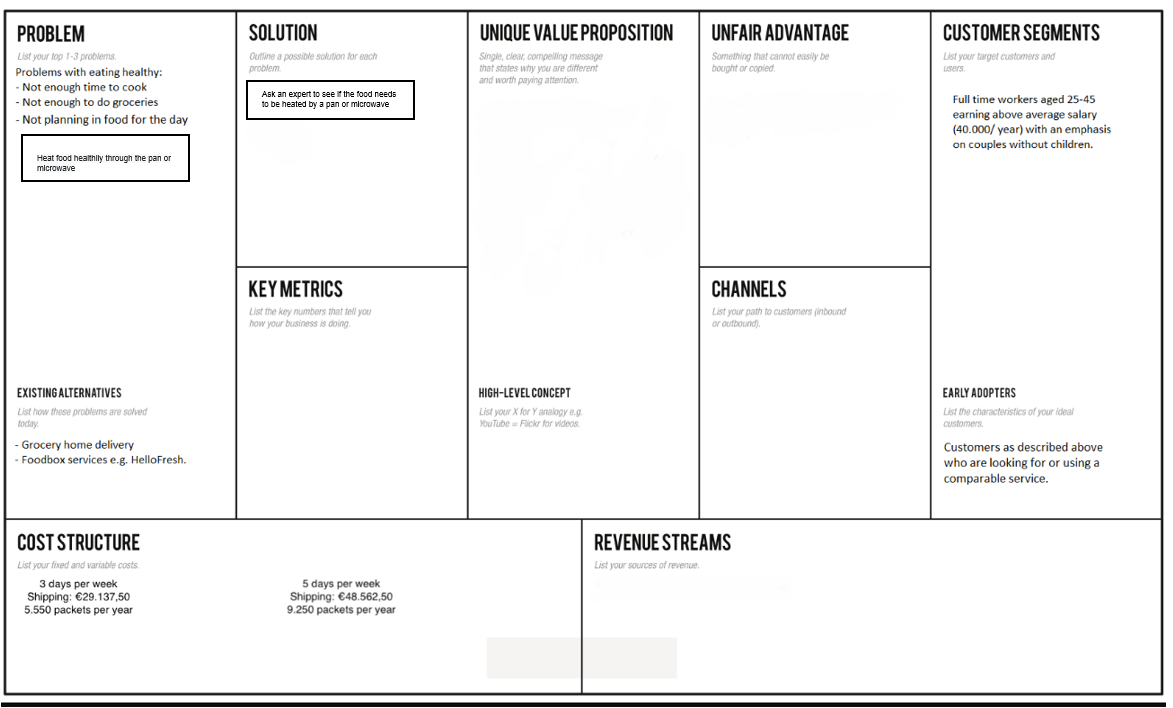 PROBLEM
List your top 1-3 problems.
Problems with eating healthy:
- Not enough time to cook
- Not enough to do groceries
- Not planning in food for the day
Heat food healthily through the pan or
microwave
EXISTING ALTERNATIVES
List how these problems are solved
today.
- Grocery home delivery
- Foodbox services e.g. HelloFresh.
SOLUTION
Outline a possible solution for each
problem.
Ask an expert to see if the food needs
to be heated by a pan or microwave
KEY METRICS
List the key numbers that tell you
how your business is doing.
UNIQUE VALUE PROPOSITION
Single, clear, compelling message
that states why you are different
and worth paying attention.
HIGH-LEVEL CONCEPT
List your X for Y analogy e.g.
YouTube = Flickr for videos.
UNFAIR ADVANTAGE
Something that cannot easily be
bought or copied.
CHANNELS
List your path to customers (inbound
or outbound).
CUSTOMER SEGMENTS
List your target customers and
users.
Full time workers aged 25-45
earning above average salary
(40.000/ year) with an emphasis
on couples without children.
EARLY ADOPTERS
List the characteristics of your ideal
customers.
Customers as described above
who are looking for or using a
comparable service.
COST STRUCTURE
List your fixed and variable costs.
3 days per week
Shipping: €29.137,50
5.550 packets per year
5 days per week
Shipping: €48.562,50
9.250 packets per year
REVENUE STREAMS
List your sources of revenue.